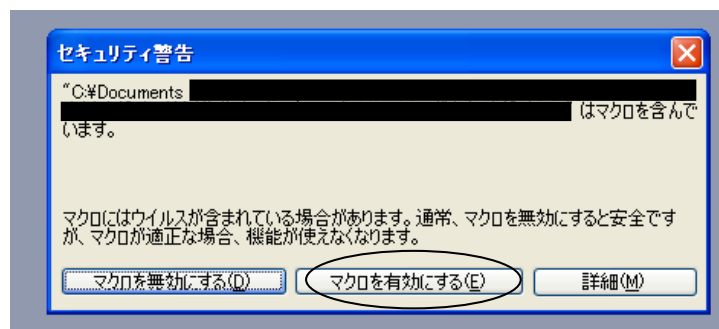 セキュリティ警告
"C:¥Documents
はマクロを含んで
います。
マクロにはウイルスが含まれている場合があります。通常、マクロを無効にすると安全です
が、マクロが適正な場合、機能が使えなくなります。
マクロを無効にする(D) マクロを有効にする(E) 詳細(M)